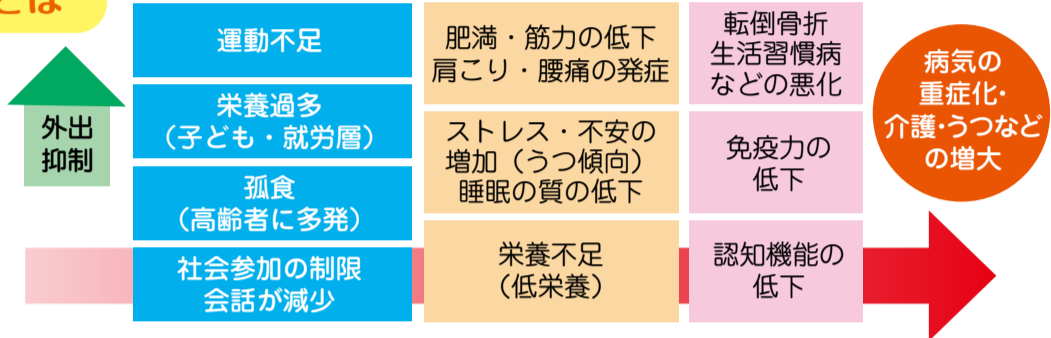 とは
外出
抑制
運動不足
栄養過多
（子ども・就労層）
孤食
（高齢者に多発）
社会参加の制限
会話が減少
肥満・筋力の低下
肩こり・腰痛の発症
ストレス・不安の
増加（うつ傾向）
睡眠の質の低下
栄養不足
（低栄養）
転倒骨折
生活習慣病
などの悪化
免疫力の
低下
認知機能の
低下
病気の
重症化・
介護・うつなど
の増大